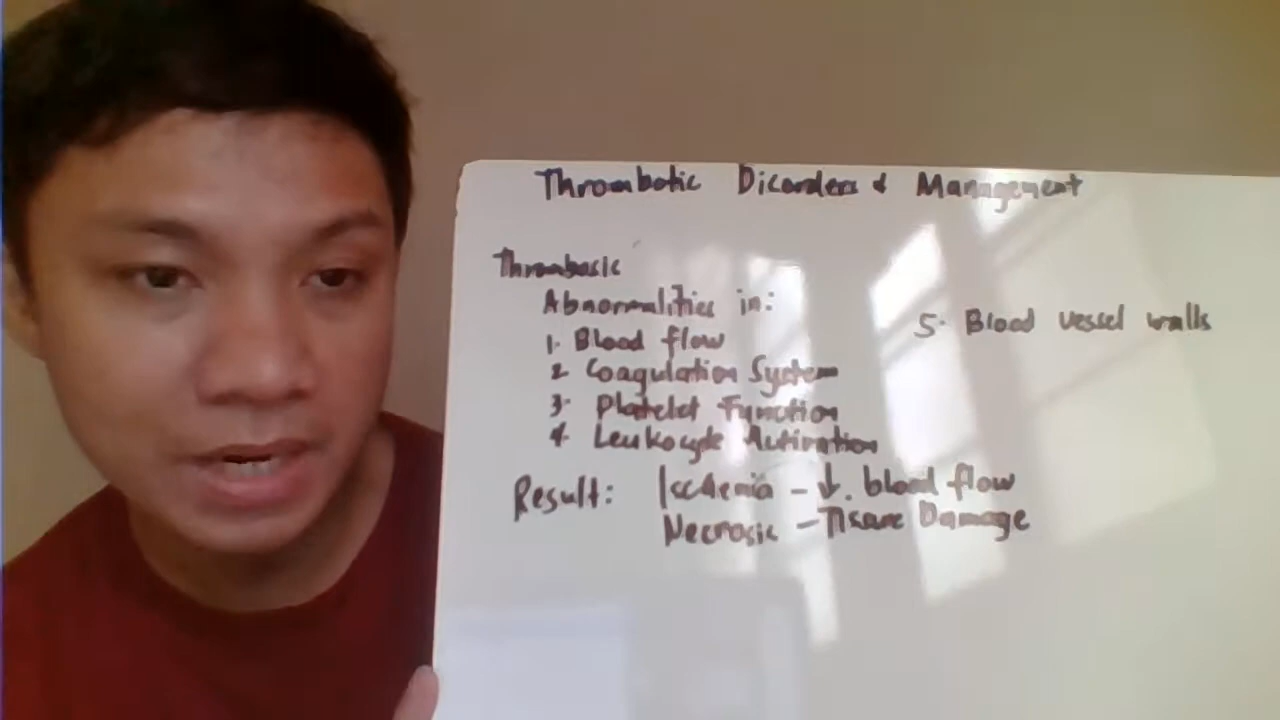 Thrombotic Disorders & Management
Thrombosis
Abnormalities in:
1. Blood flow
2. Coagulation System
3. Platelet Function
4. Leukocyte Activation
5. Blood vessel walls
Result: Ischemia - ↓. blood flow
Necrosis - Tissue Damage